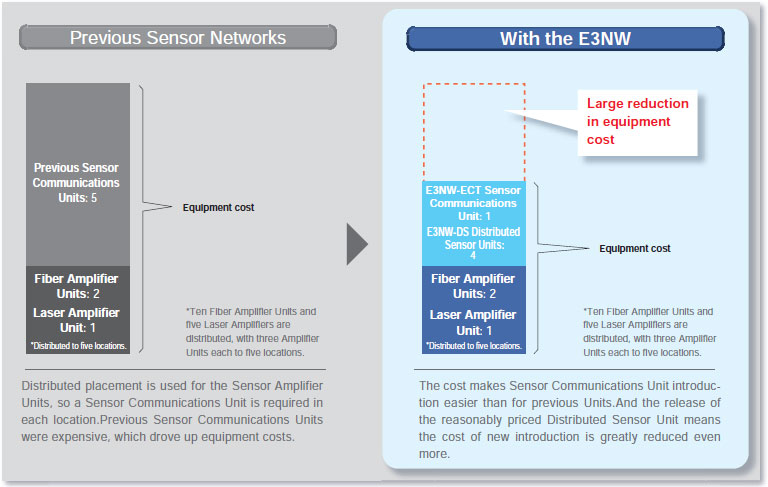 Previous Sensor Networks
Previous Sensor
Communications
Units: 5
Equipment cost
Fiber Amplifier
Units: 2
Laser Amplifier
Unit: 1
*Distributed to five locations.
*Ten Fiber Amplifier Units and
five Laser Amplifiers are
distributed, with three Amplifier
Units each to five locations.
Distributed placement is used for the Sensor Amplifier
Units, so a Sensor Communications Unit is required in
each location.Previous Sensor Communications Units
were expensive, which drove up equipment costs.
With the E3NW
Large reduction
in equipment
cost
E3NW-ECT Sensor
Communications
Unit: 1
E3NW-DS Distributed
Sensor Units:
4
Equipment cost
Fiber Amplifier
Units: 2
Laser Amplifier
Unit: 1
*Distributed to five locations.
*Ten Fiber Amplifier Units and
five Laser Amplifiers are
distributed, with three Amplifier
Units each to five locations.
The cost makes Sensor Communications Unit introduc-
tion easier than for previous Units.And the release of
the reasonably priced Distributed Sensor Unit means
the cost of new introduction is greatly reduced even
more.